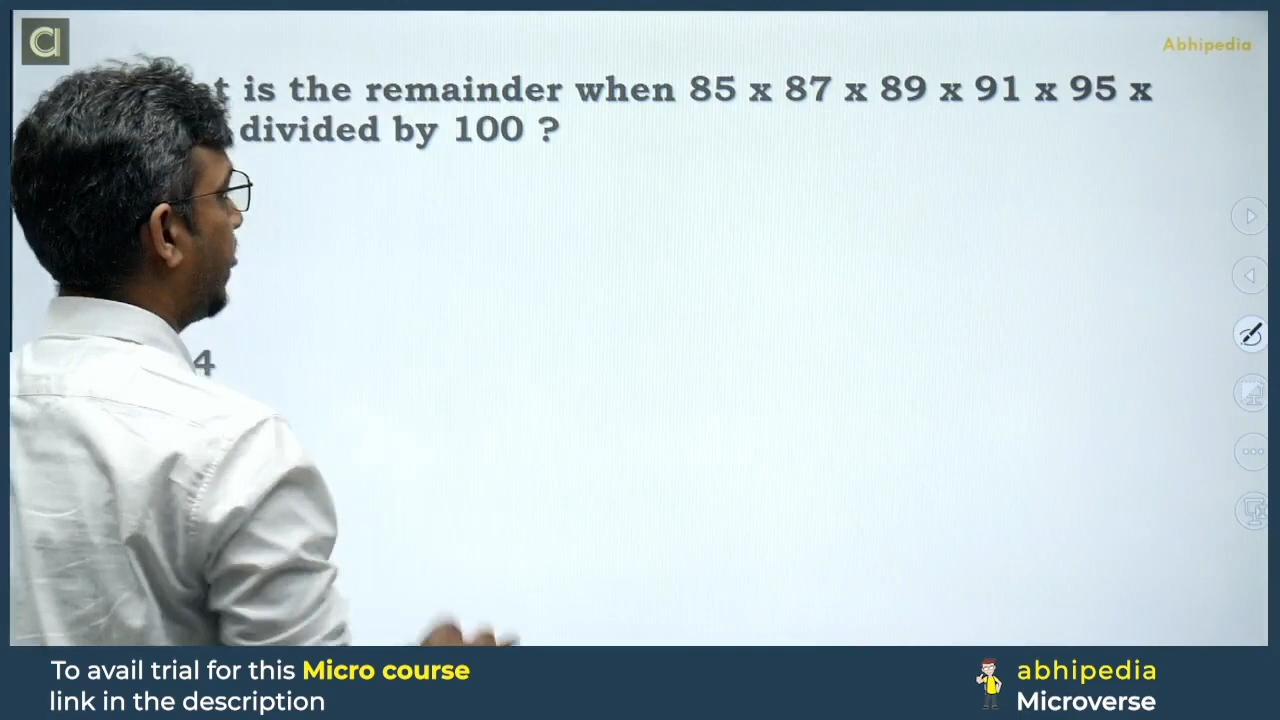 Abhipedia
is the remainder when 85 x 87 x 89 x 91 x 95 x
divided by 100 ?
4
To avail trial for this Micro course
link in the description
abhipedia
Microverse